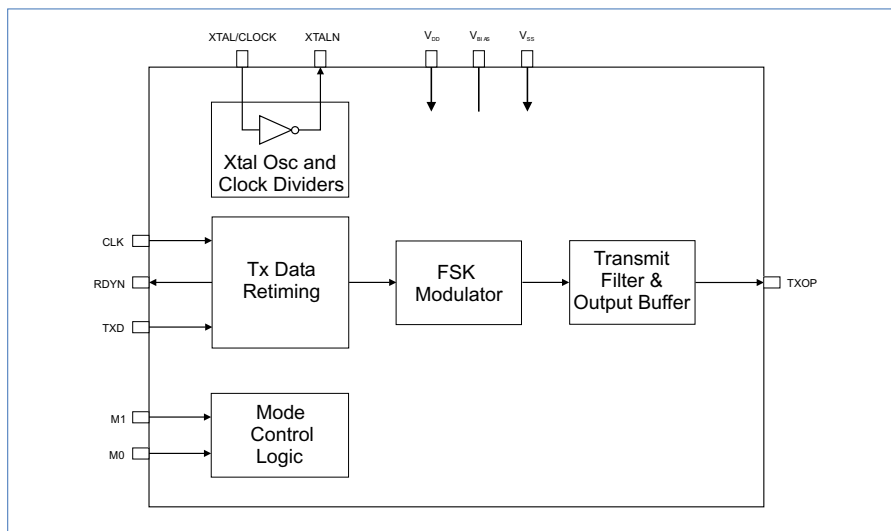 XTAL/CLOCK XTALN VDD VBIAS VSS
Xtal Osc and
Clock Dividers
CLK
RDYN
TXD
Tx Data
Retiming
FSK
Modulator
Transmit
Filter &
Output Buffer
TXOP
M1
M0
Mode
Control
Logic